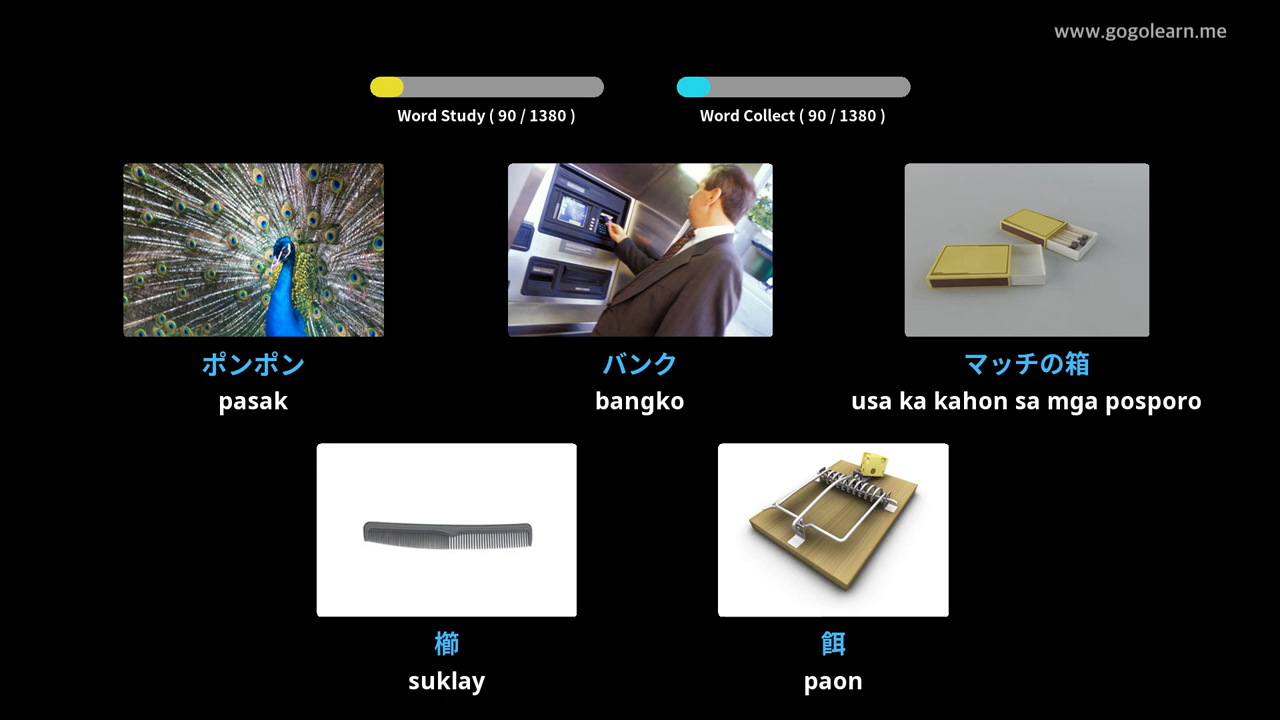 www.gogolearn.me
Word Study ( 90 / 1380 )
Word Collect ( 90 / 1380 )
ポンポン
pasak
バンク
bangko
マッチの箱
usa ka kahon sa mga posporo
櫛
suklay
餌
paon